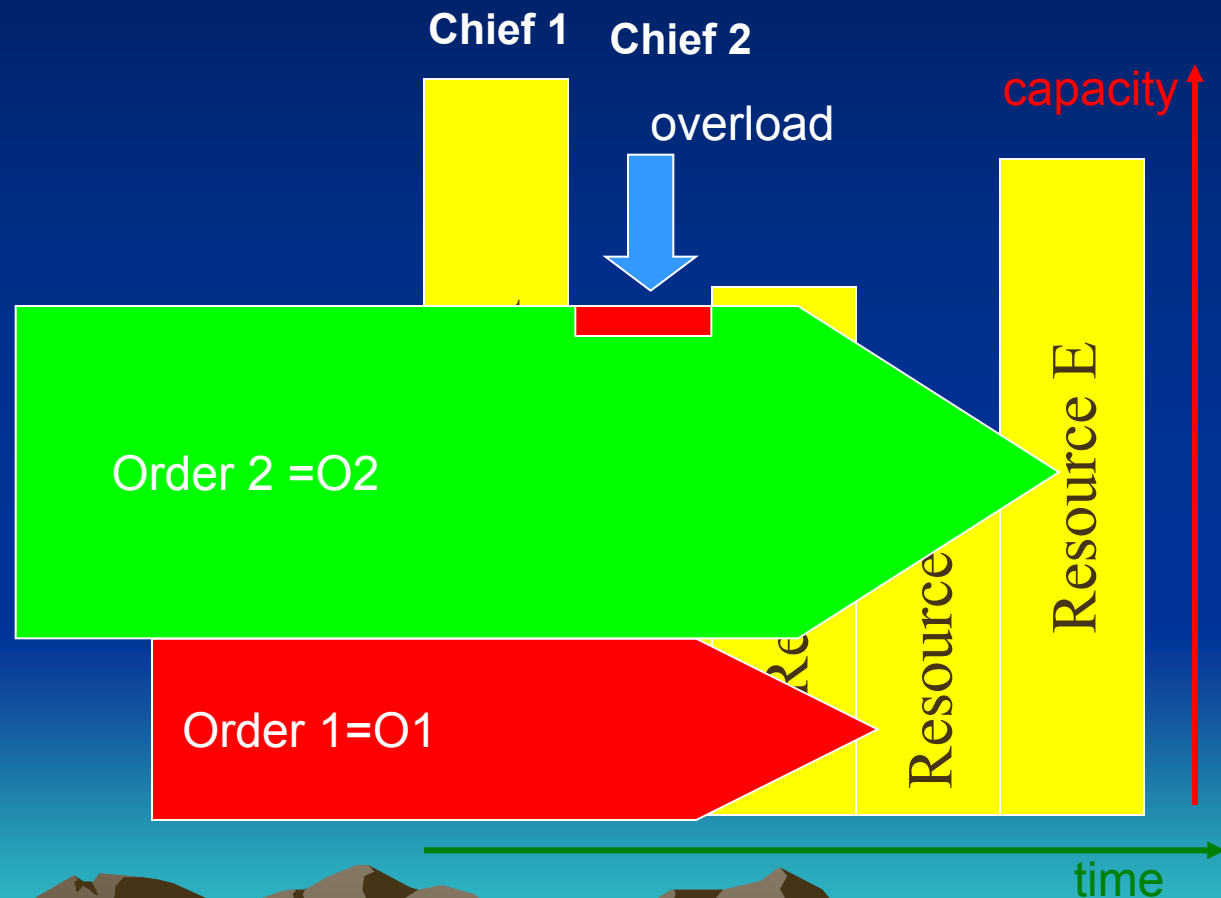 Chief 1
Chief 2
capacity
overload
Order 2 =O2
Resource E
Resource
Order 1=O1
time